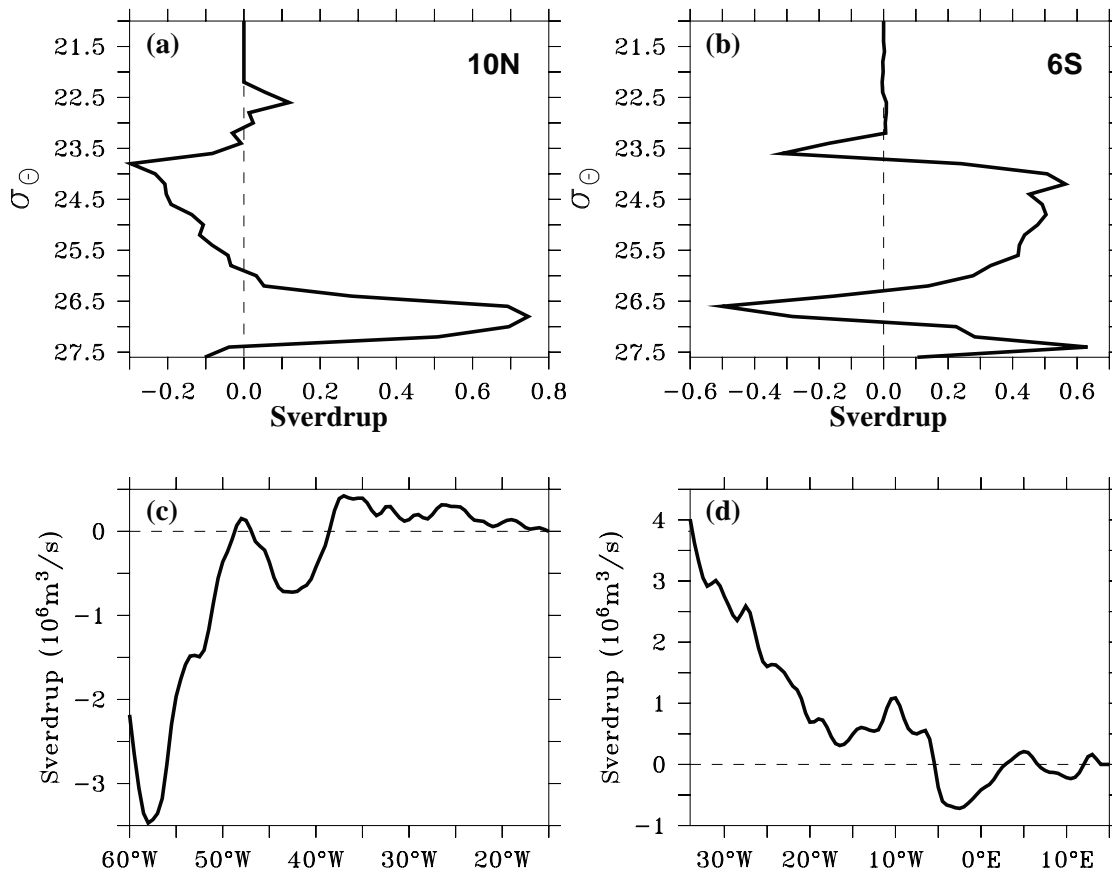 (a)
10N
21.5
22.5
23.5
24.5
25.5
26.5
27.5
σ⊖
−0.2 0.0 0.2 0.4 0.6 0.8
Sverdrup
(b)
6S
21.5
22.5
23.5
24.5
25.5
26.5
27.5
σ⊖
−0.6 −0.4 −0.2 0.0 0.2 0.4 0.6
Sverdrup
(c)
0
−1
−2
−3
Sverdrup (10⁶m³/s)
60°W 50°W 40°W 30°W 20°W
(d)
4
3
2
1
0
−1
Sverdrup (10⁶m³/s)
30°W 20°W 10°W 0°E 10°E